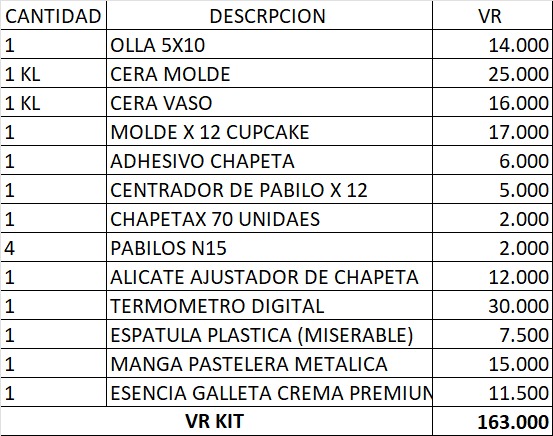 CANTIDAD DESCRPCION VR
1 OLLA 5X10 14.000
1 KL CERA MOLDE 25.000
1 KL CERA VASO 16.000
1 MOLDE X 12 CUPCAKE 17.000
1 ADHESIVO CHAPETA 6.000
1 CENTRADOR DE PABILO X 12 5.000
1 CHAPETAX 70 UNIDAES 2.000
4 PABILOS N15 2.000
1 ALICATE AJUSTADOR DE CHAPETA 12.000
1 TERMOMETRO DIGITAL 30.000
1 ESPATULA PLASTICA (MISERABLE) 7.500
1 MANGA PASTELERA METALICA 15.000
1 ESENCIA GALLETA CREMA PREMIUN 11.500
VR KIT 163.000